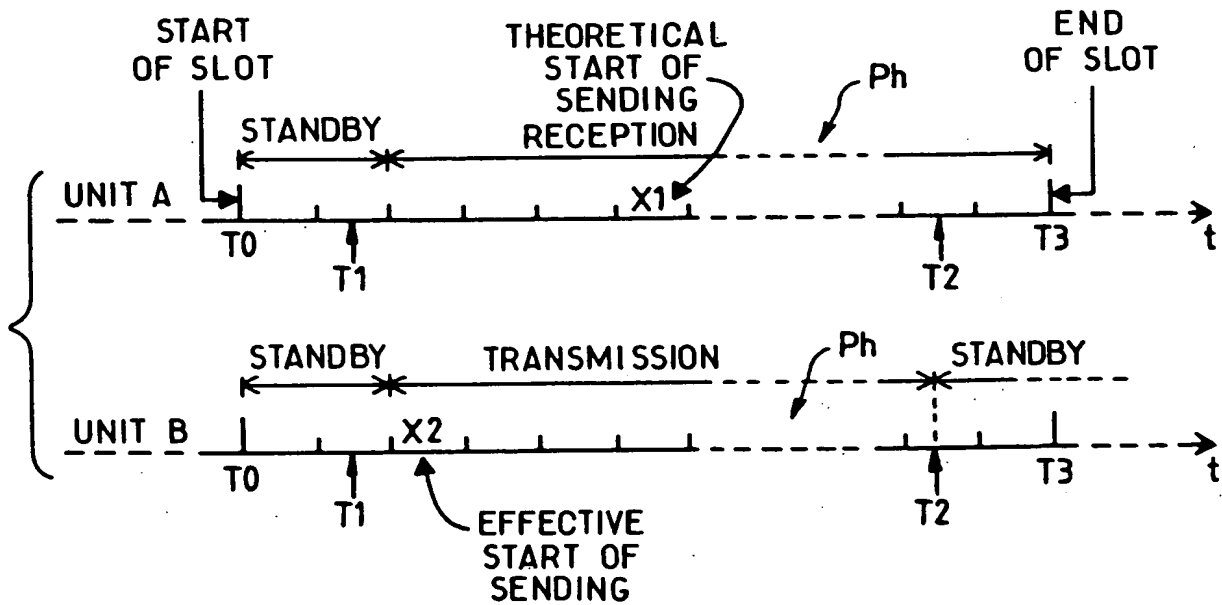 START
OF SLOT
THEORETICAL
START OF
SENDING
END
OF SLOT
Ph
STANDBY
RECEPTION
UNIT A
X1
T0
T1
T2
T3
t
STANDBY
TRANSMISSION
Ph
STANDBY
UNIT B
X2
T0
T1
T2
T3
t
EFFECTIVE
START OF
SENDING